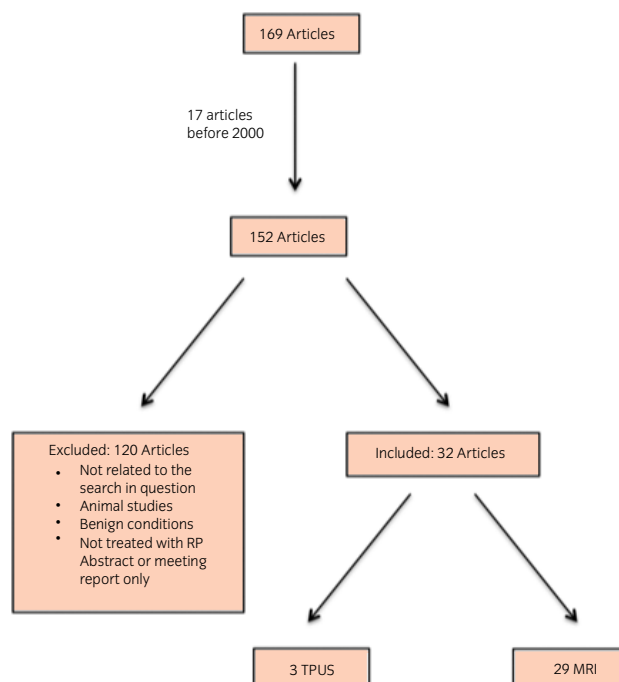 169 Articles
17 articles
before 2000
152 Articles
Excluded: 120 Articles
• Not related to the
search in question
• Animal studies
• Benign conditions
• Not treated with RP
Abstract or meeting
report only
Included: 32 Articles
3 TPUS
29 MRI